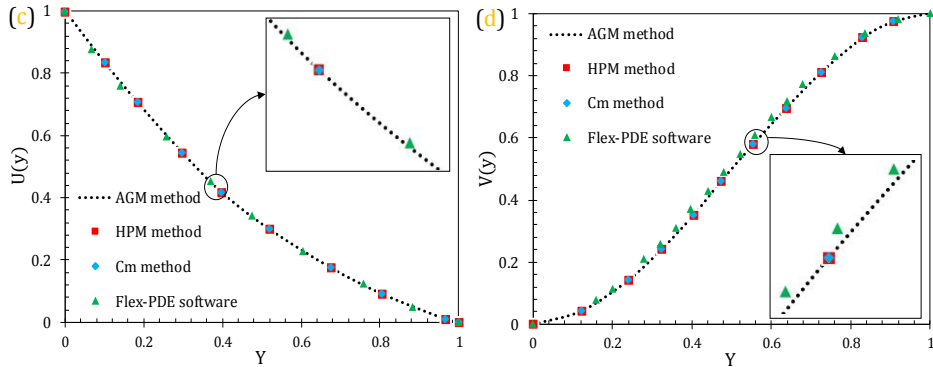 (c)
U(y)
1
0.8
0.6
0.4
0.2
0
AGM method
HPM method
Cm method
Flex-PDE software
0 0.2 0.4 0.6 0.8 1
Y
(d)
V(y)
1
0.8
0.6
0.4
0.2
0
AGM method
HPM method
Cm method
Flex-PDE software
0 0.2 0.4 0.6 0.8 1
Y